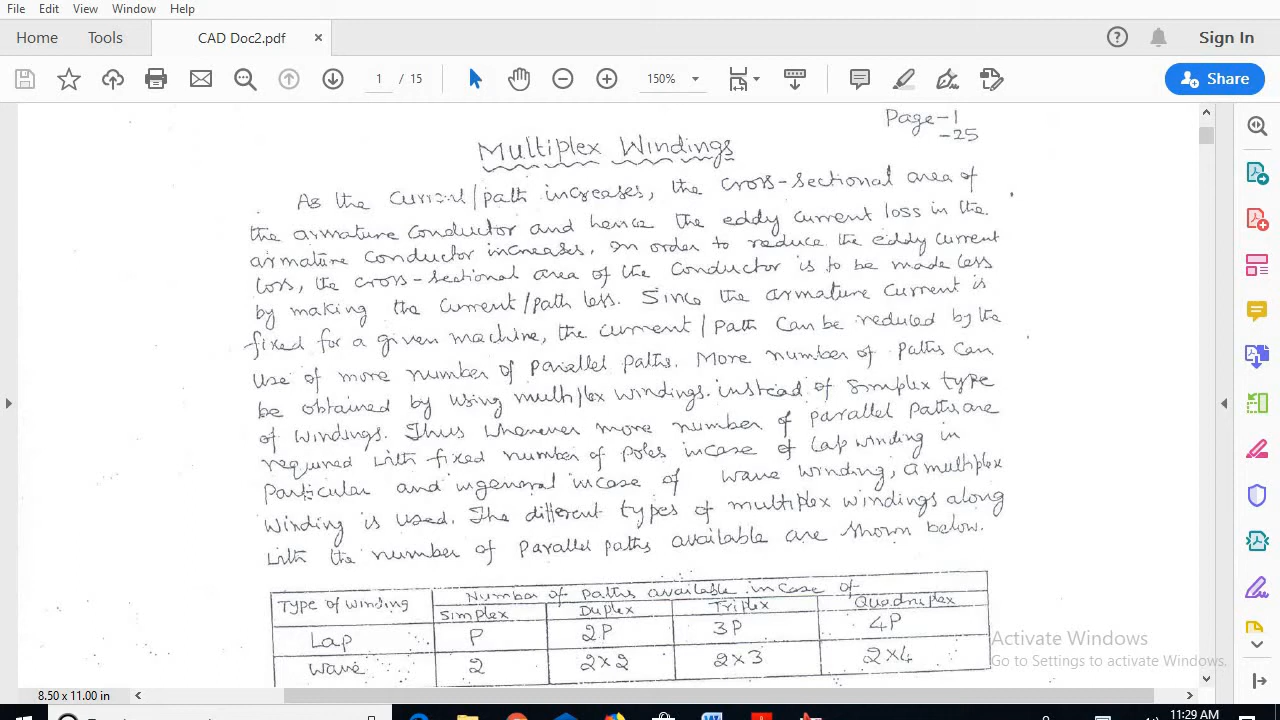 File Edit View Window Help
Home Tools CAD Doc2.pdf × Sign In
1 / 15 150% Share
Page-1
-25
Multiplex Windings
As the current/path increases, the cross-sectional area of
the armature conductor and hence the eddy current loss in the
armature conductor increases. In order to reduce the eddy current
loss, the cross-sectional area of the conductor is to be made less
by making the current/path less. Since the armature current is
fixed for a given machine, the current/path can be reduced by the
use of more number of parallel paths. More number of paths can
be obtained by using multiplex windings instead of simplex type
of windings. Thus whenever more number of parallel paths are
required with fixed number of poles incase of lap winding in
particular and ingeneral incase of wave winding, a multiplex
winding is used. The different types of multiplex windings along
with the number of parallel paths available are shown below.
Type of winding Number of paths available incase of
simplex Duplex Triplex Quadruplex
Lap P 2P 3P 4P
wave 2 2×2 2×3 2×4
Activate Windows
Go to Settings to activate Windows.
8.50 x 11.00 in
11:29 AM